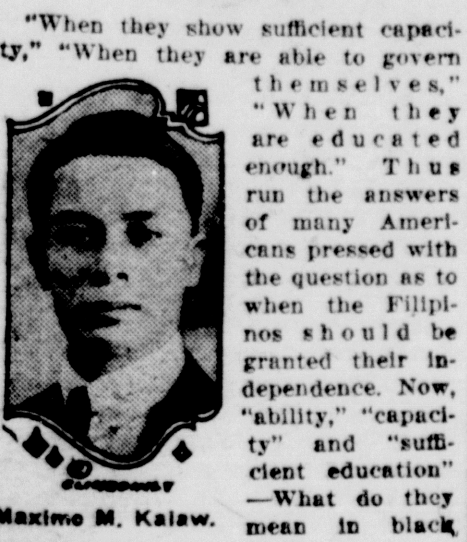 "When they show sufficient capaci-
ty," "When they are able to govern
themselves,"
"When they
are educated
enough." Thus
run the answers
of many Ameri-
cans pressed with
the question as to
when the Filipi-
nos should be
granted their in-
dependence. Now,
"ability," "capaci-
ty" and "suffi-
cient education"
—What do they
mean in black
Maximo M. Kalaw.